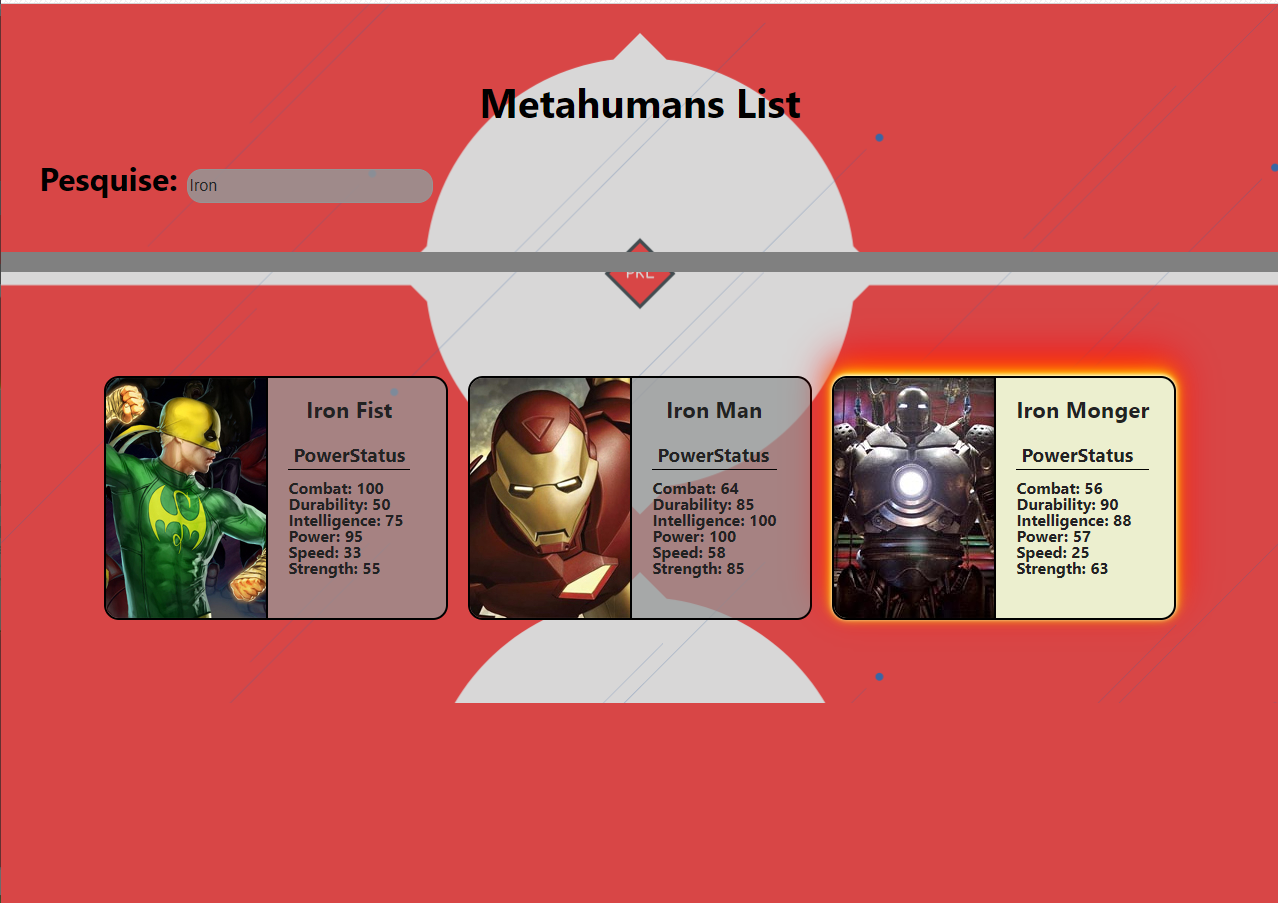 Metahumans List
Pesquise: Iron
Iron Fist
PowerStatus
Combat: 100
Durability: 50
Intelligence: 75
Power: 95
Speed: 33
Strength: 55
Iron Man
PowerStatus
Combat: 64
Durability: 85
Intelligence: 100
Power: 100
Speed: 58
Strength: 85
Iron Monger
PowerStatus
Combat: 56
Durability: 90
Intelligence: 88
Power: 57
Speed: 25
Strength: 63